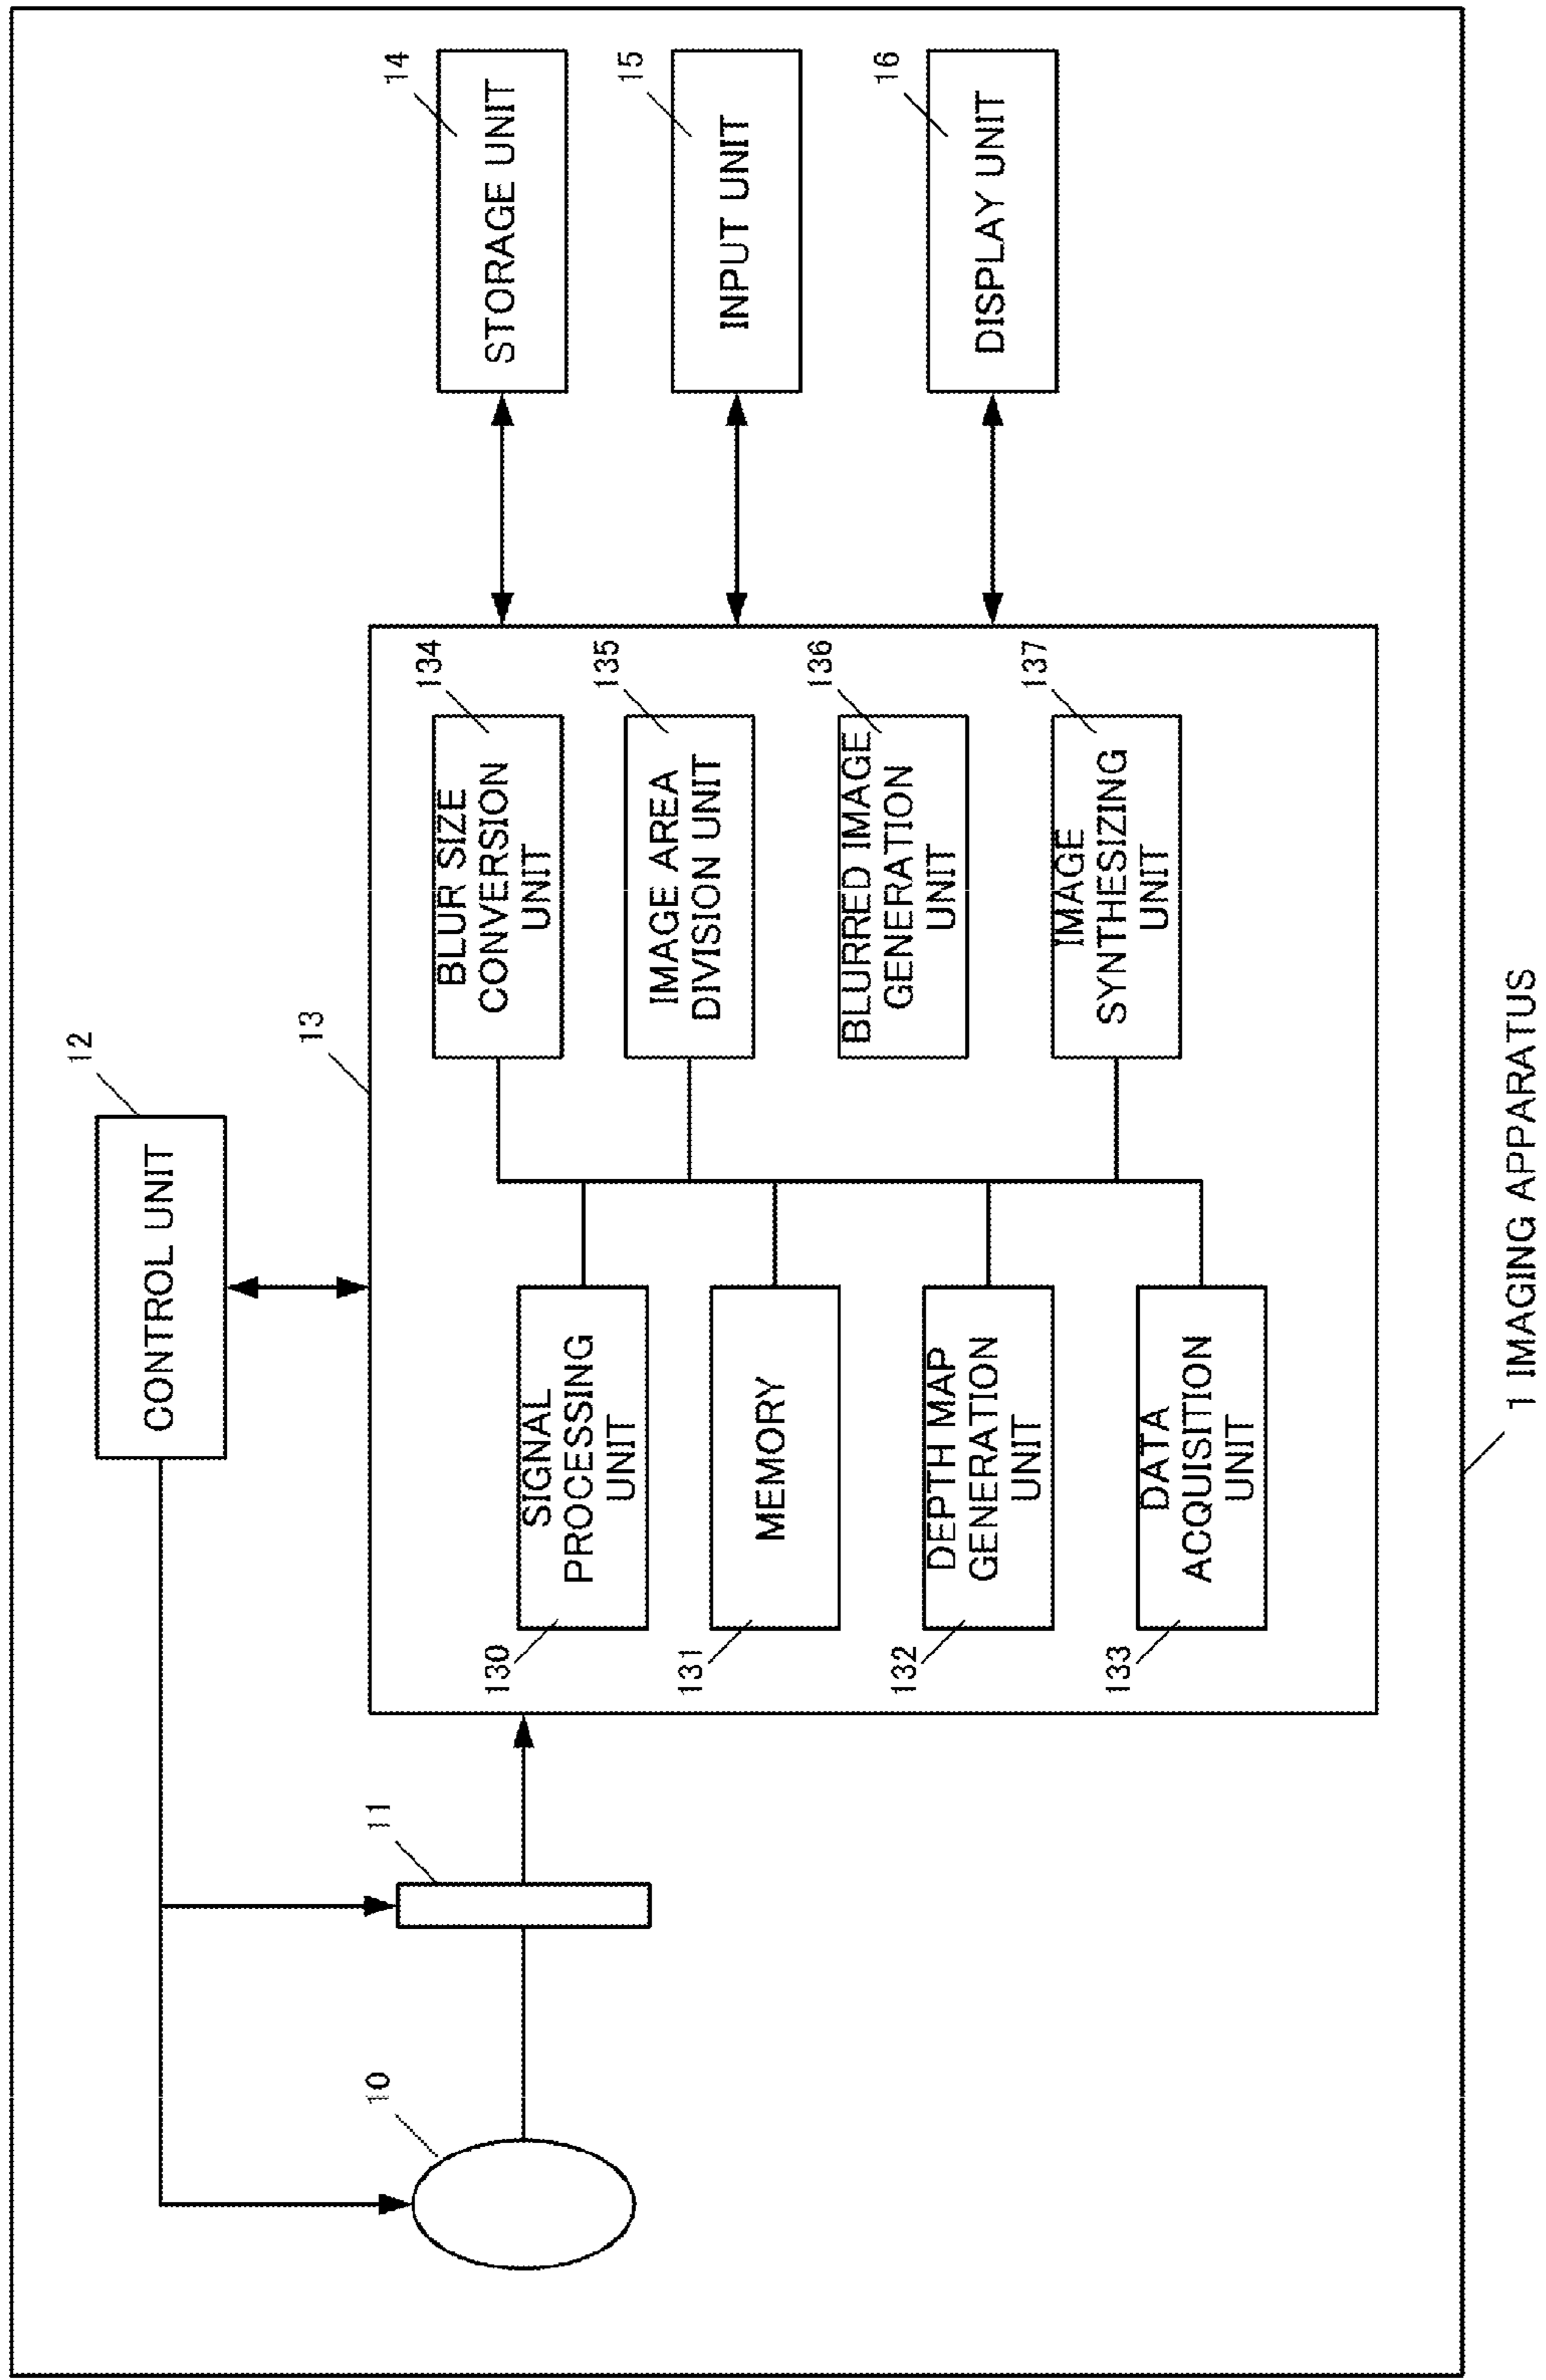 12
CONTROL UNIT
13
10
11
130
SIGNAL
PROCESSING
UNIT
131
MEMORY
132
DEPTH MAP
GENERATION
UNIT
133
DATA
ACQUISITION
UNIT
134
BLUR SIZE
CONVERSION
UNIT
135
IMAGE AREA
DIVISION UNIT
136
BLURRED IMAGE
GENERATION
UNIT
137
IMAGE
SYNTHESIZING
UNIT
14
STORAGE UNIT
15
INPUT UNIT
16
DISPLAY UNIT
1 IMAGING APPARATUS